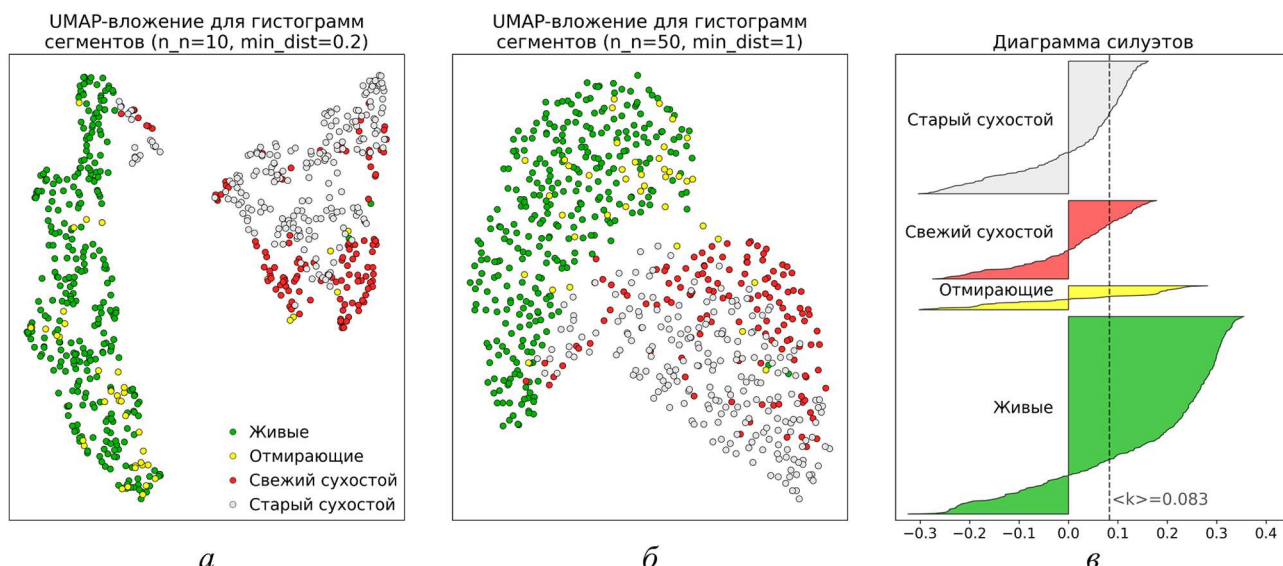 UMAP-вложение для гистограмм
сегментов (n_n=10, min_dist=0.2)
Живые
Отмирающие
Свежий сухостой
Старый сухостой
а
UMAP-вложение для гистограмм
сегментов (n_n=50, min_dist=1)
б
Диаграмма силуэтов
Старый сухостой
Свежий сухостой
Отмирающие
Живые
<k>=0.083
−0.3 −0.2 −0.1 0.0 0.1 0.2 0.3 0.4
в